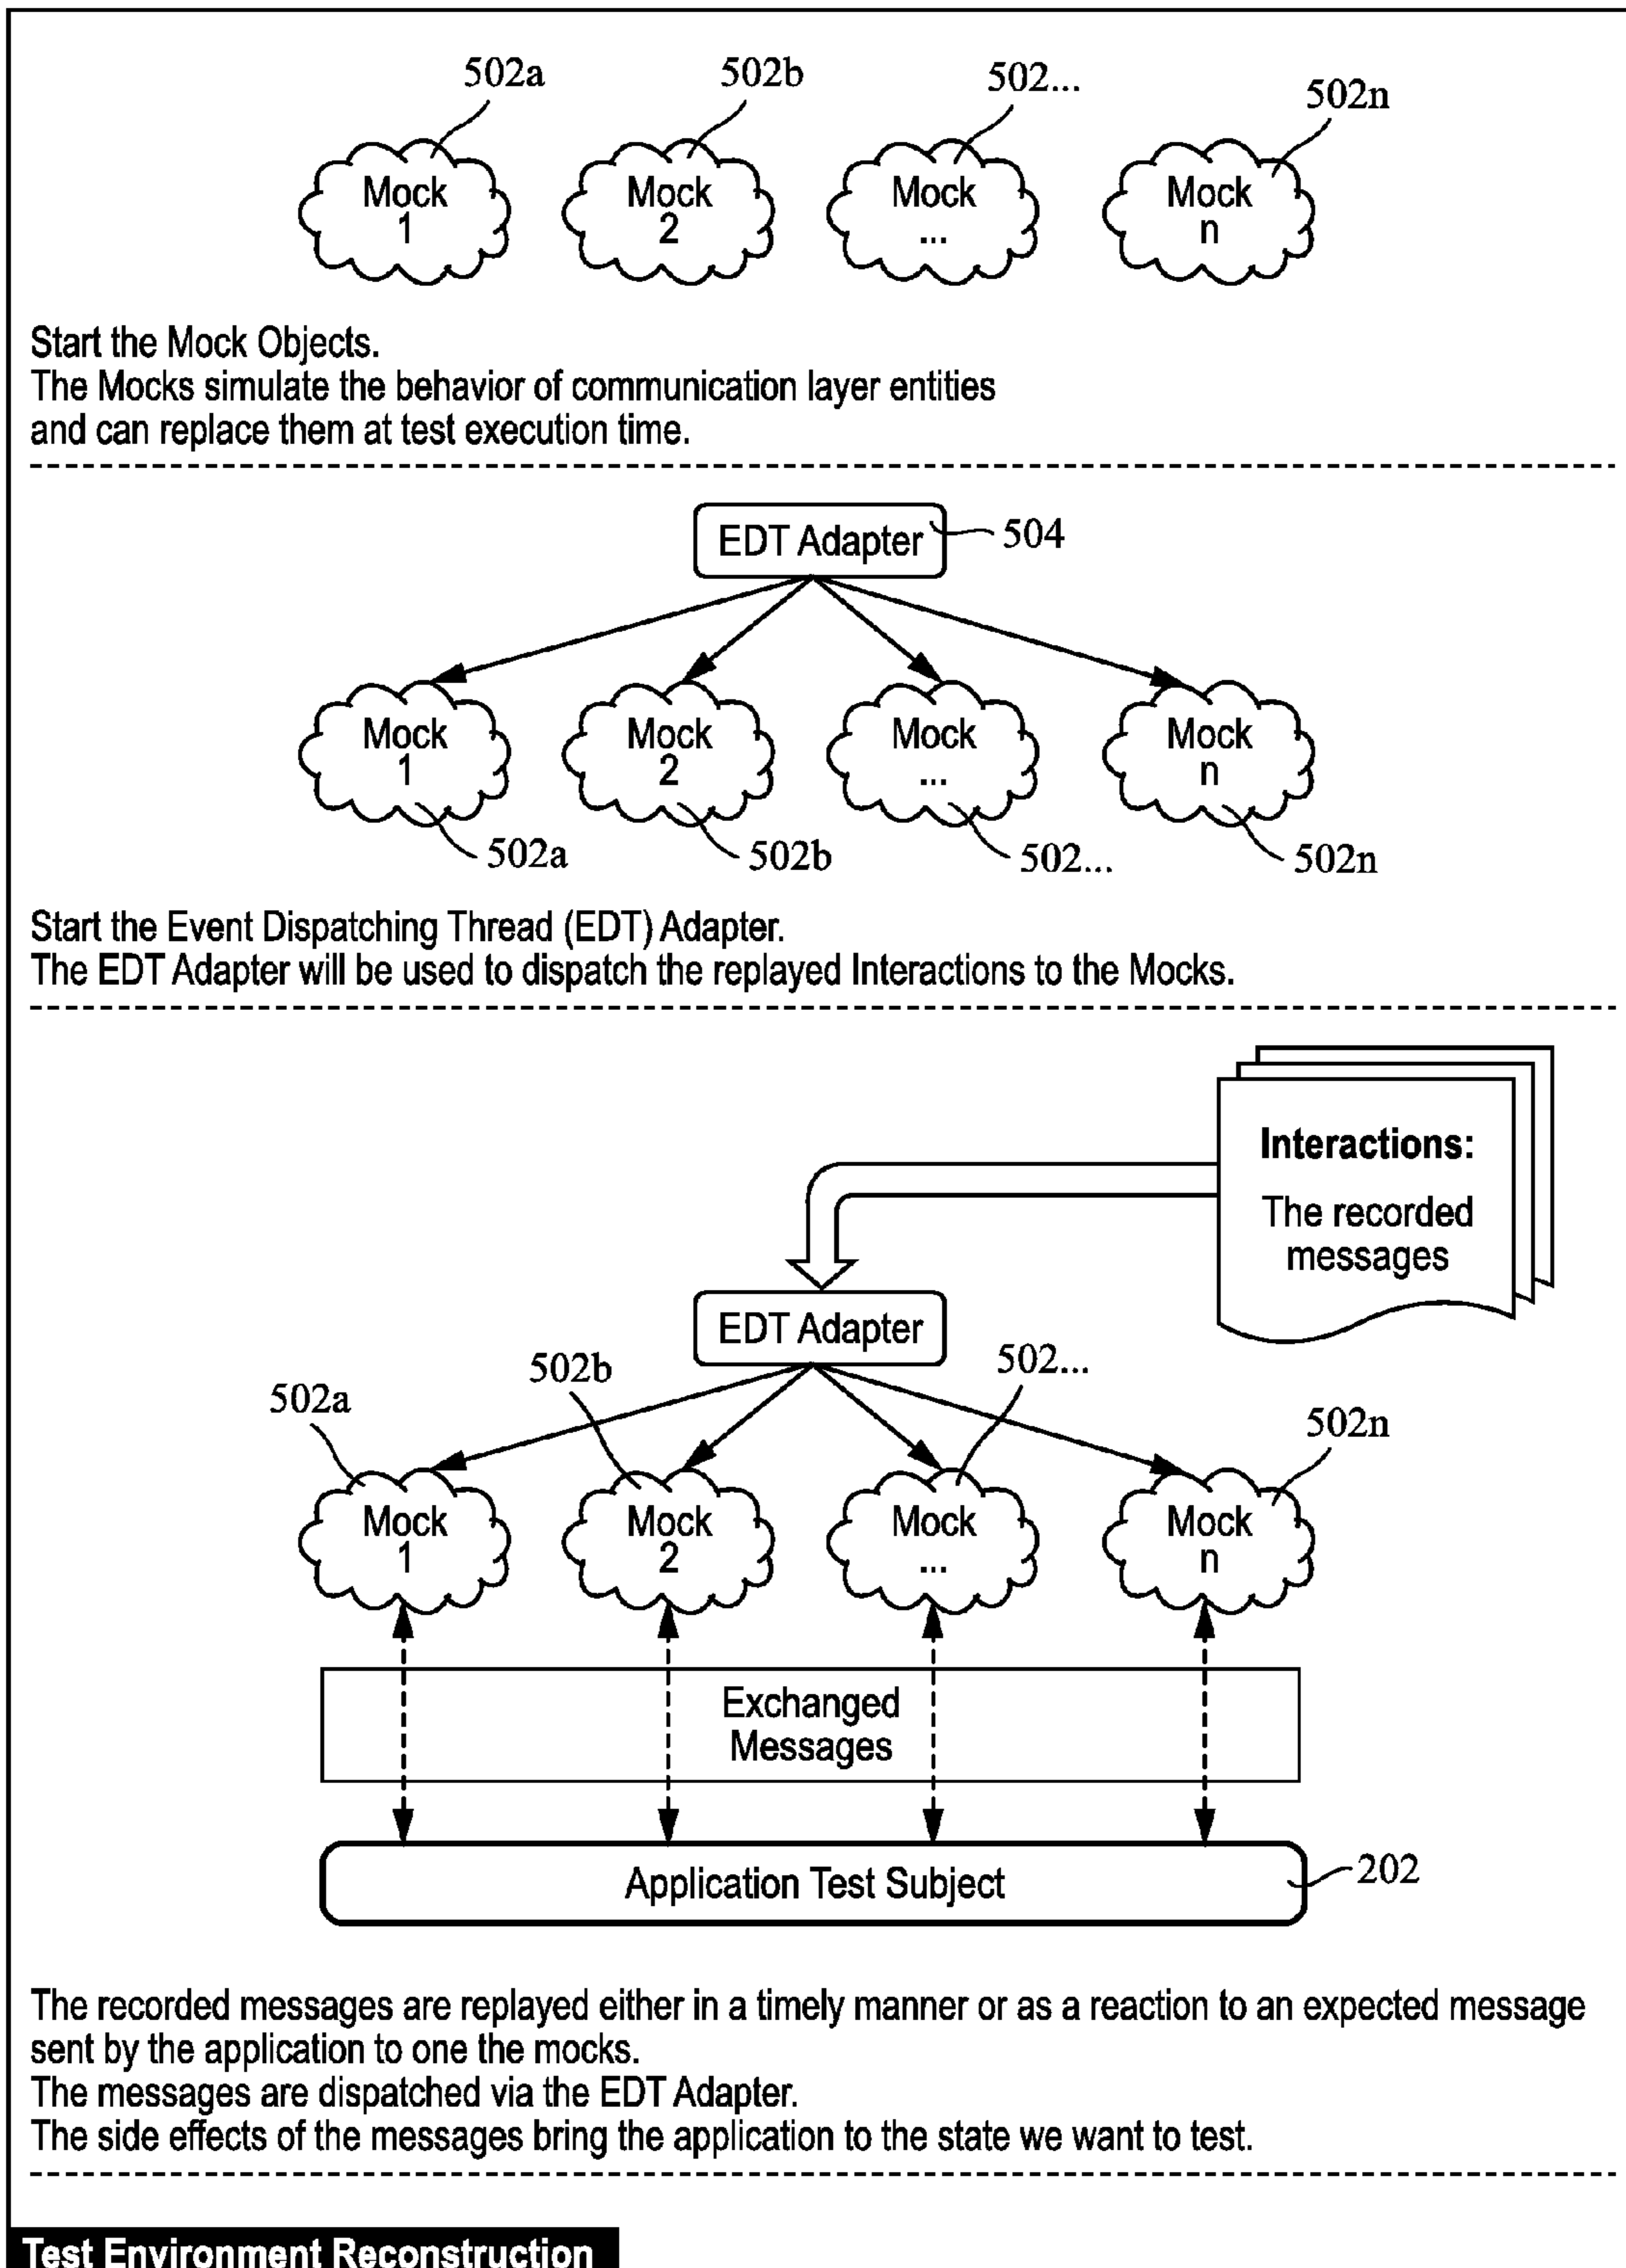 502a
502b
502...
502n
Mock
1
Mock
2
Mock
...
Mock
n
Start the Mock Objects.
The Mocks simulate the behavior of communication layer entities
and can replace them at test execution time.
EDT Adapter
504
Mock
1
Mock
2
Mock
...
Mock
n
502a
502b
502...
502n
Start the Event Dispatching Thread (EDT) Adapter.
The EDT Adapter will be used to dispatch the replayed Interactions to the Mocks.
Interactions:
The recorded
messages
EDT Adapter
502a
502b
502...
502n
Mock
1
Mock
2
Mock
...
Mock
n
Exchanged
Messages
Application Test Subject
202
The recorded messages are replayed either in a timely manner or as a reaction to an expected message
sent by the application to one the mocks.
The messages are dispatched via the EDT Adapter.
The side effects of the messages bring the application to the state we want to test.
Test Environment Reconstruction